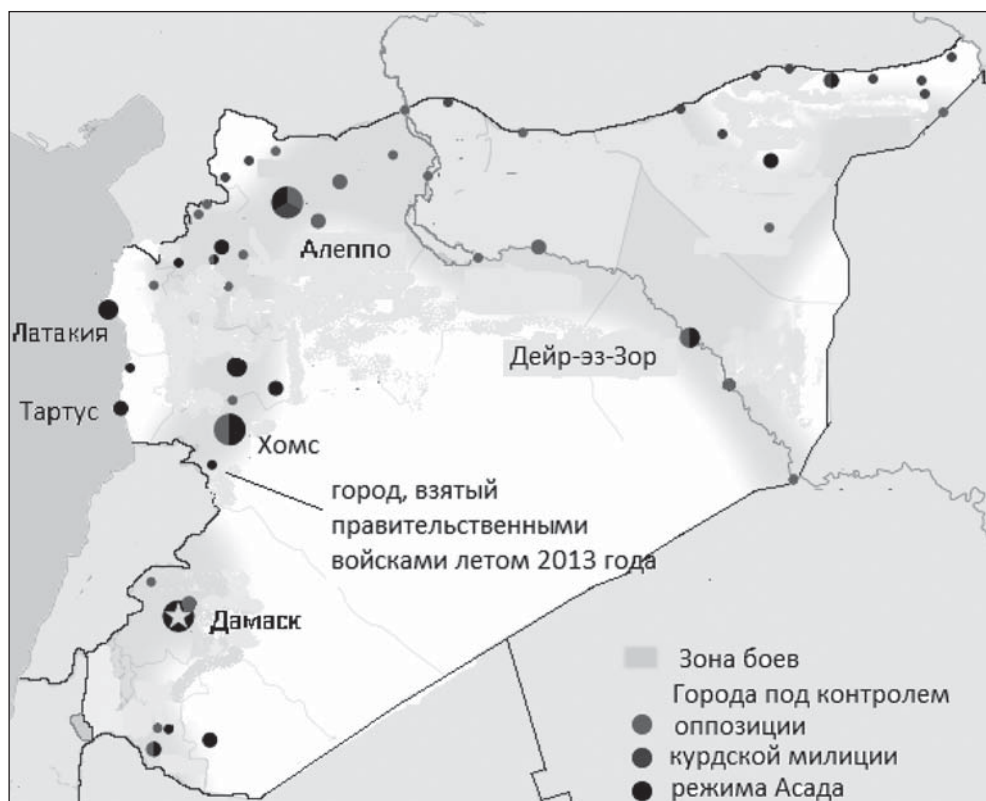 Алеппо
Латакия
Дейр-эз-Зор
Тартус
Хомс
город, взятый
правительственными
войсками летом 2013 года
Дамаск
Зона боев
Города под контролем
оппозиции
курдской милиции
режима Асада